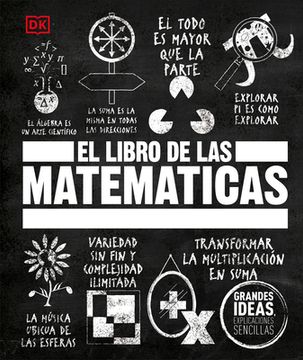 DK
EL TODO ES
MAYOR QUE LA
PARTE
EL ÁLGEBRA ES
UN ARTE CIENTÍFICO
LA SUMA ES LA
MISMA EN TODAS
LAS DIRECCIONES
EXPLORAR
PI ES COMO
EXPLORAR
EL LIBRO DE LAS
MATEMATICAS
VARIEDAD
SIN FIN Y
COMPLEJIDAD
ILIMITADA
TRANSFORMAR
LA MULTIPLICACIÓN
EN SUMA
LA MÚSICA
UBICUA DE
LAS ESFERAS
GRANDES
IDEAS,
EXPLICACIONES
SENCILLAS